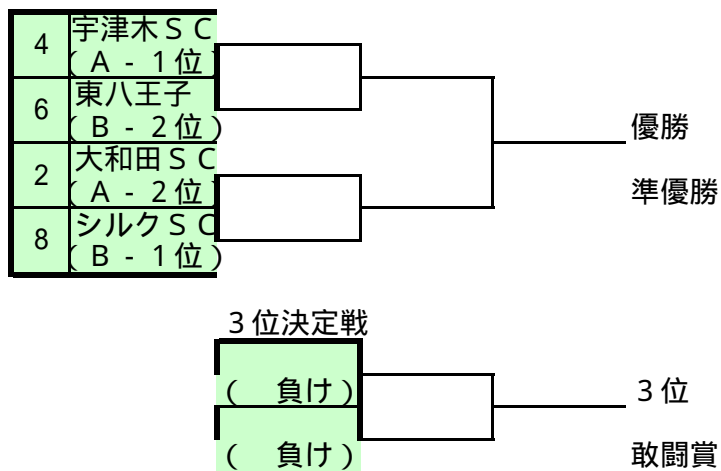 4
宇津木ＳＣ
(Ａ‐１位)
6
東八王子
(Ｂ‐２位)
2
大和田ＳＣ
(Ａ‐２位)
8
シルクＳＣ
(Ｂ‐１位)
優勝
準優勝
３位決定戦
(　負け)
(　負け)
３位
敢闘賞